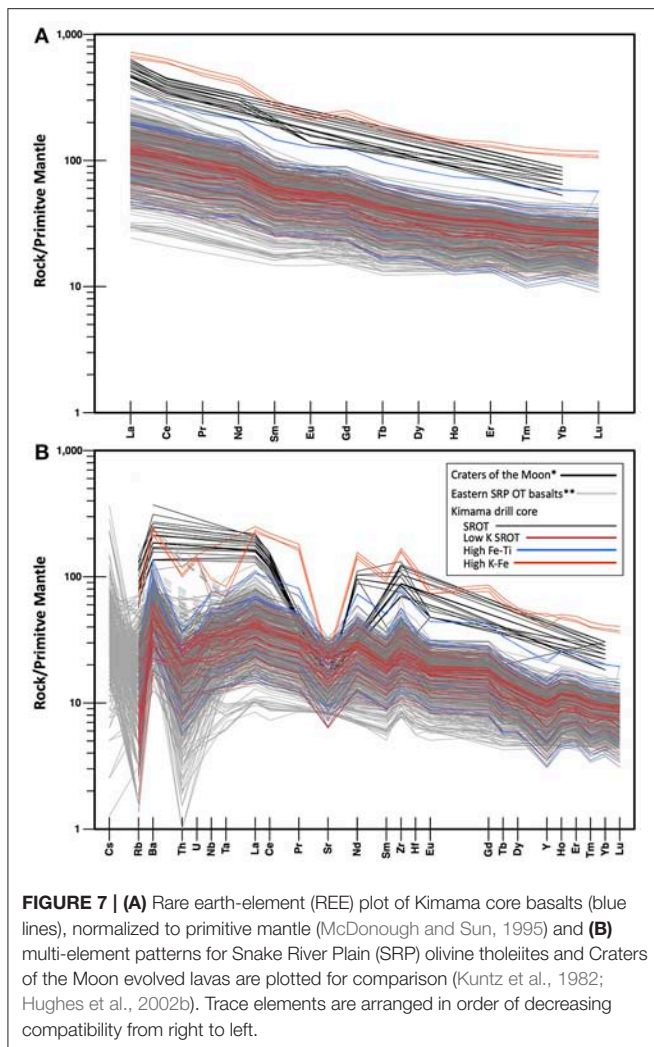 A
1,000
100
10
1
Rock/Primitve Mantle
La Ce Pr Nd Sm Eu Gd Tb Dy Ho Er Tm Yb Lu
B
1,000
100
10
1
Rock/Primitve Mantle
Craters of the Moon*
Eastern SRP OT basalts**
Kimama drill core
SROT
Low K SROT
High Fe-Ti
High K-Fe
Cs Rb Ba Th U Nb Ta La Ce Pr Sr Nd Sm Zr Hf Eu Gd Tb Dy Y Ho Er Tm Yb Lu
FIGURE 7 | (A) Rare earth-element (REE) plot of Kimama core basalts (blue
lines), normalized to primitive mantle (McDonough and Sun, 1995) and (B)
multi-element patterns for Snake River Plain (SRP) olivine tholeiites and Craters
of the Moon evolved lavas are plotted for comparison (Kuntz et al., 1982;
Hughes et al., 2002b). Trace elements are arranged in order of decreasing
compatibility from right to left.